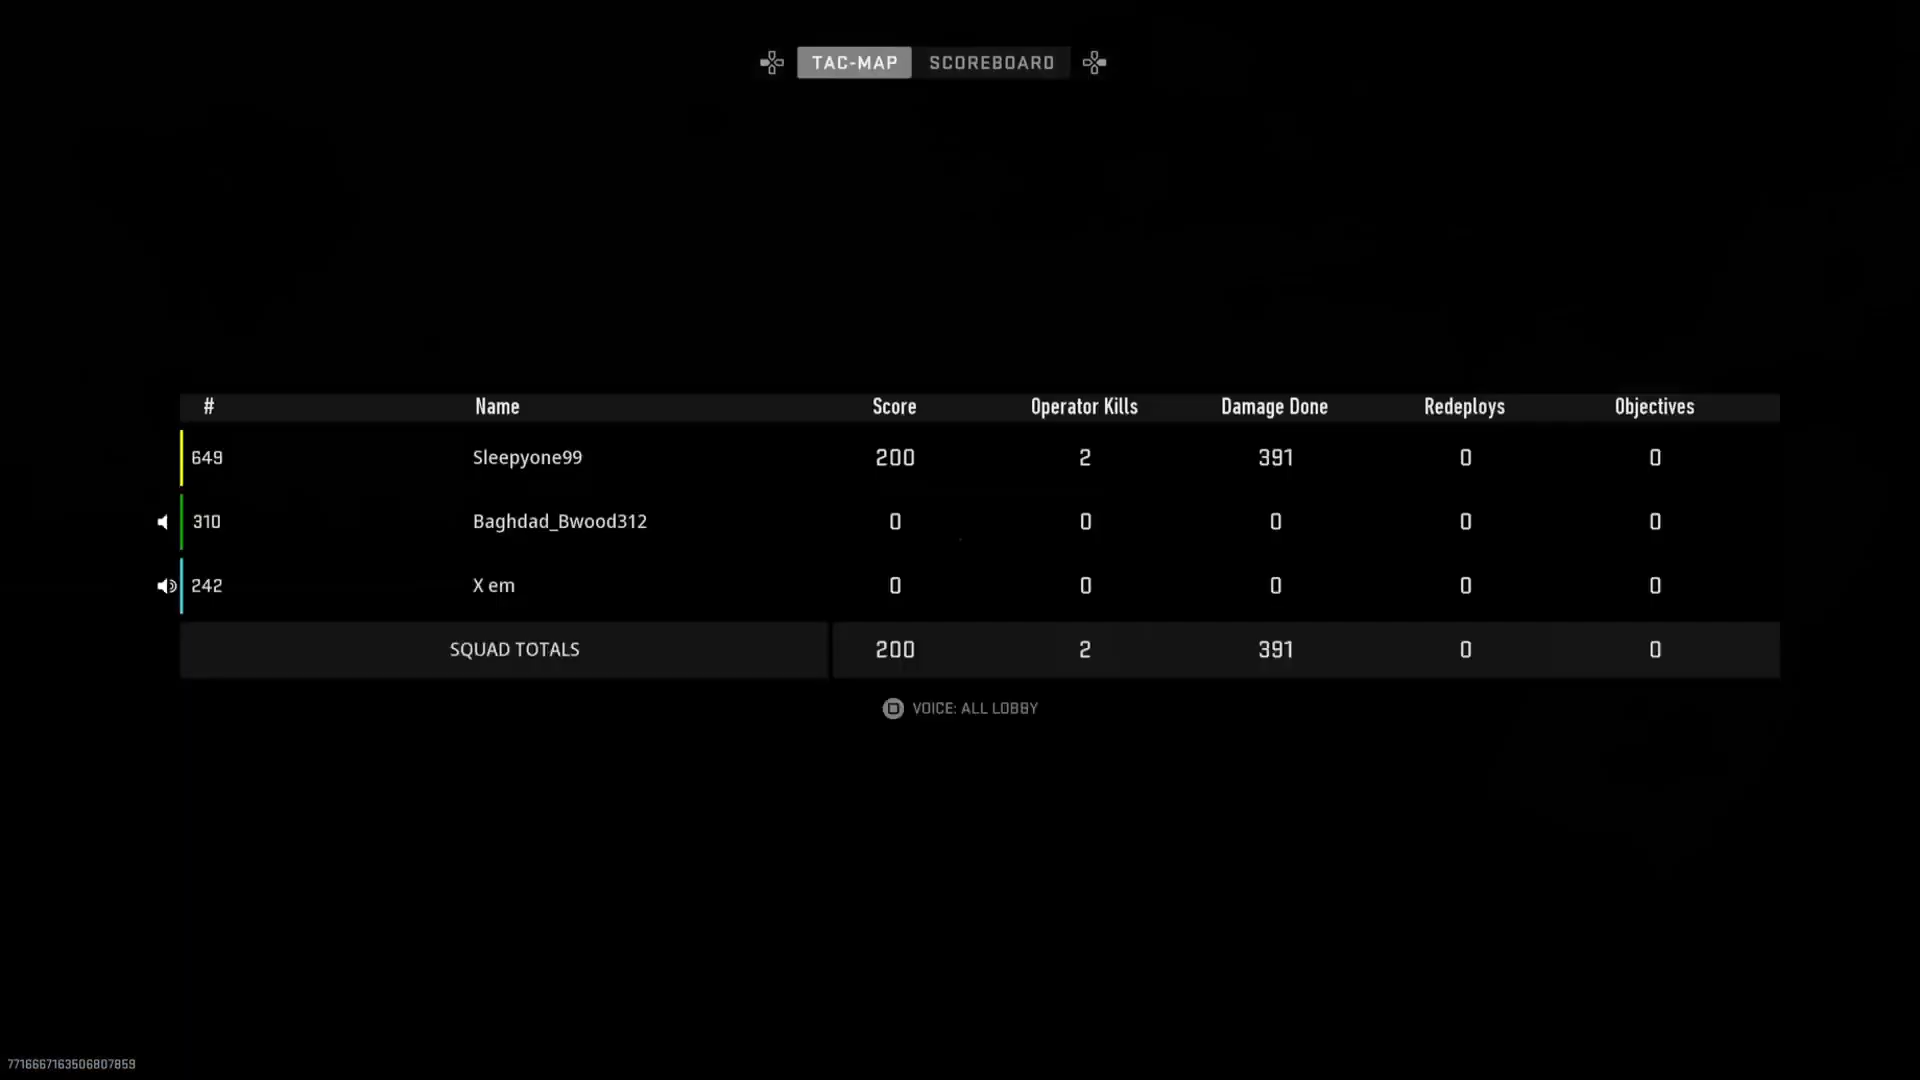 TAC-MAP SCOREBOARD
# Name Score Operator Kills Damage Done Redeploys Objectives
649 Sleepyone99 200 2 391 0 0
310 Baghdad_Bwood312 0 0 0 0 0
242 X em 0 0 0 0 0
SQUAD TOTALS 200 2 391 0 0
VOICE: ALL LOBBY
7716667163506807859